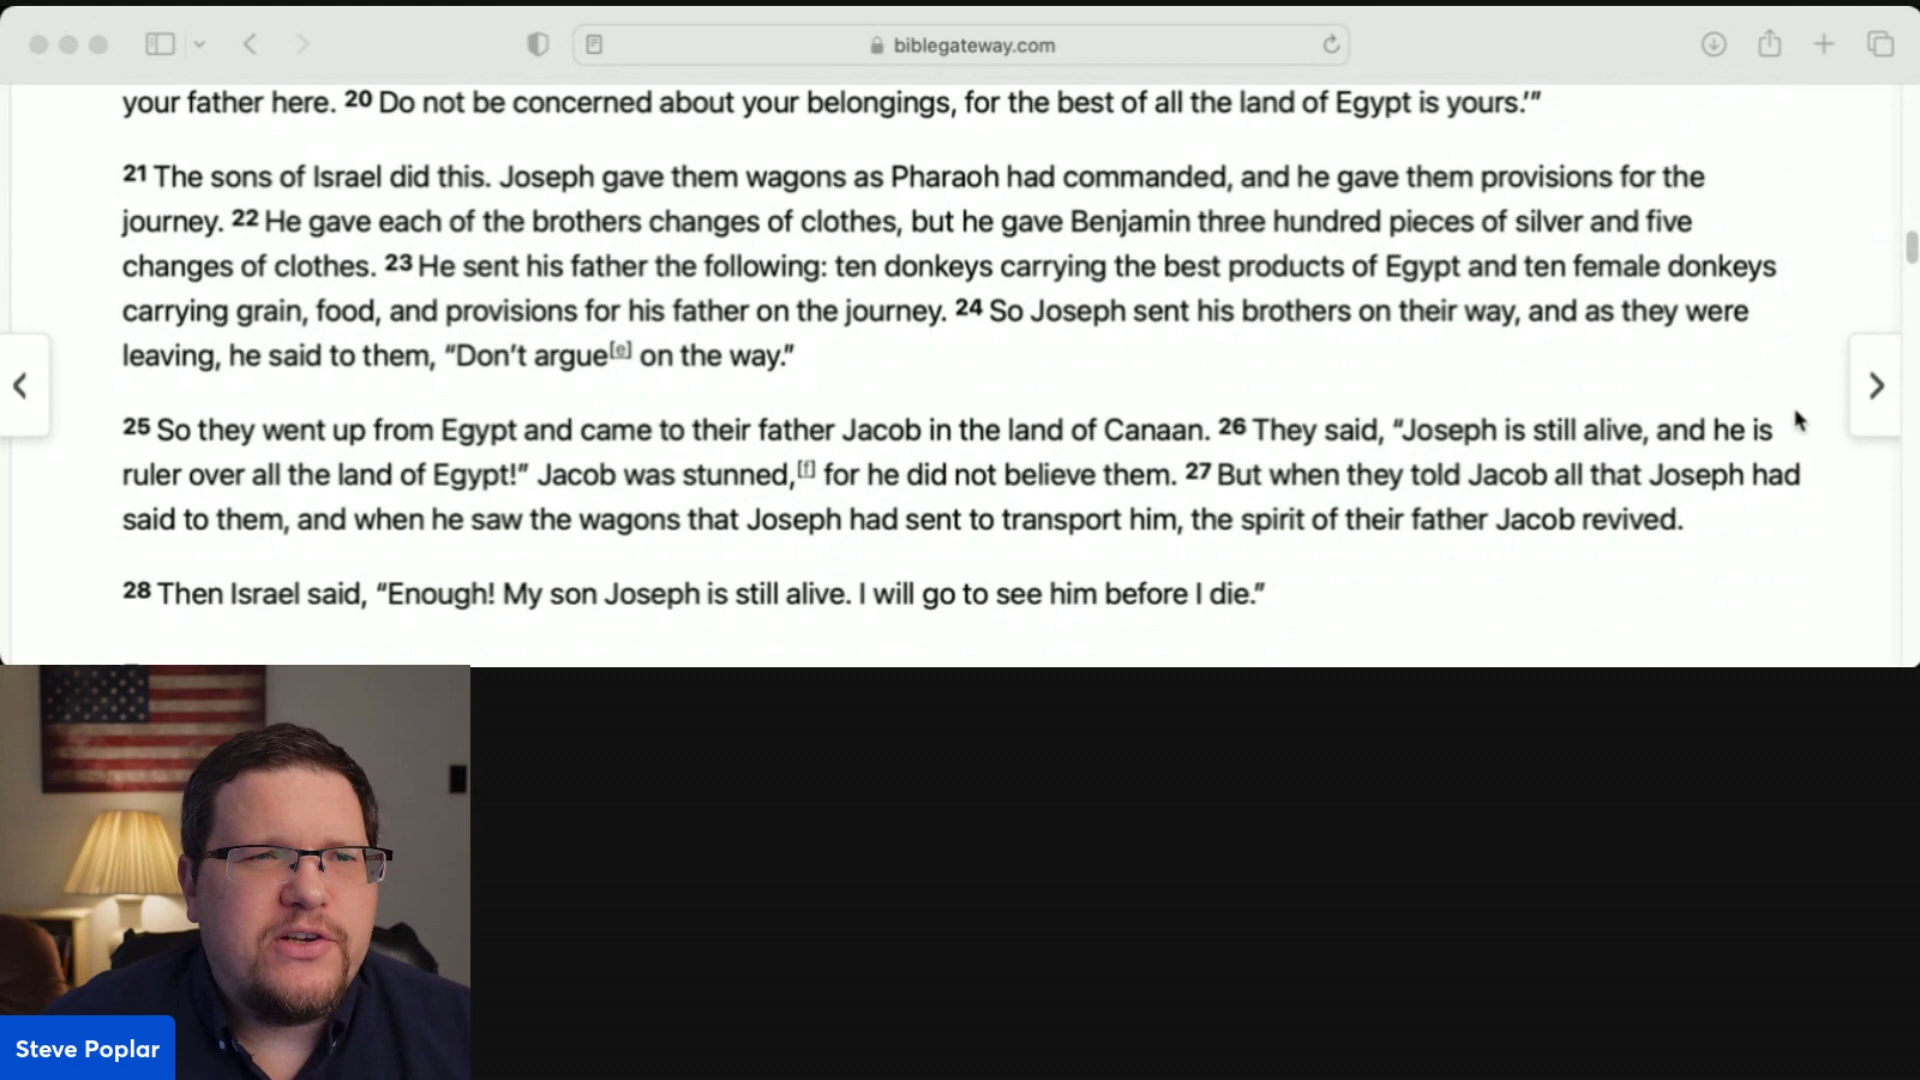 biblegateway.com
your father here. 20 Do not be concerned about your belongings, for the best of all the land of Egypt is yours.’”
21 The sons of Israel did this. Joseph gave them wagons as Pharaoh had commanded, and he gave them provisions for the
journey. 22 He gave each of the brothers changes of clothes, but he gave Benjamin three hundred pieces of silver and five
changes of clothes. 23 He sent his father the following: ten donkeys carrying the best products of Egypt and ten female donkeys
carrying grain, food, and provisions for his father on the journey. 24 So Joseph sent his brothers on their way, and as they were
leaving, he said to them, “Don’t argue[e] on the way.”
25 So they went up from Egypt and came to their father Jacob in the land of Canaan. 26 They said, “Joseph is still alive, and he is
ruler over all the land of Egypt!” Jacob was stunned,[f] for he did not believe them. 27 But when they told Jacob all that Joseph had
said to them, and when he saw the wagons that Joseph had sent to transport him, the spirit of their father Jacob revived.
28 Then Israel said, “Enough! My son Joseph is still alive. I will go to see him before I die.”
Steve Poplar